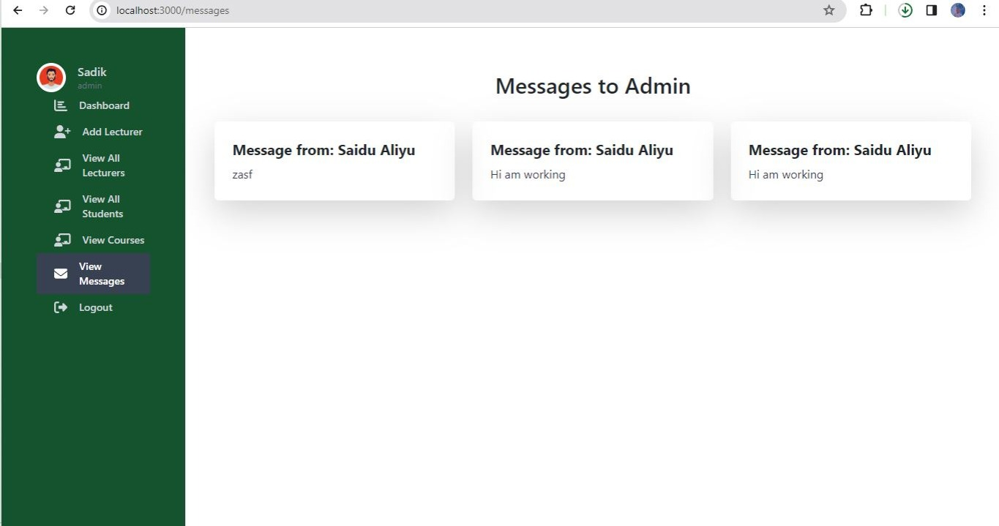 localhost:3000/messages
Sadik
admin
Dashboard
Add Lecturer
View All
Lecturers
View All
Students
View Courses
View
Messages
Logout
Messages to Admin
Message from: Saidu Aliyu
zasf
Message from: Saidu Aliyu
Hi am working
Message from: Saidu Aliyu
Hi am working